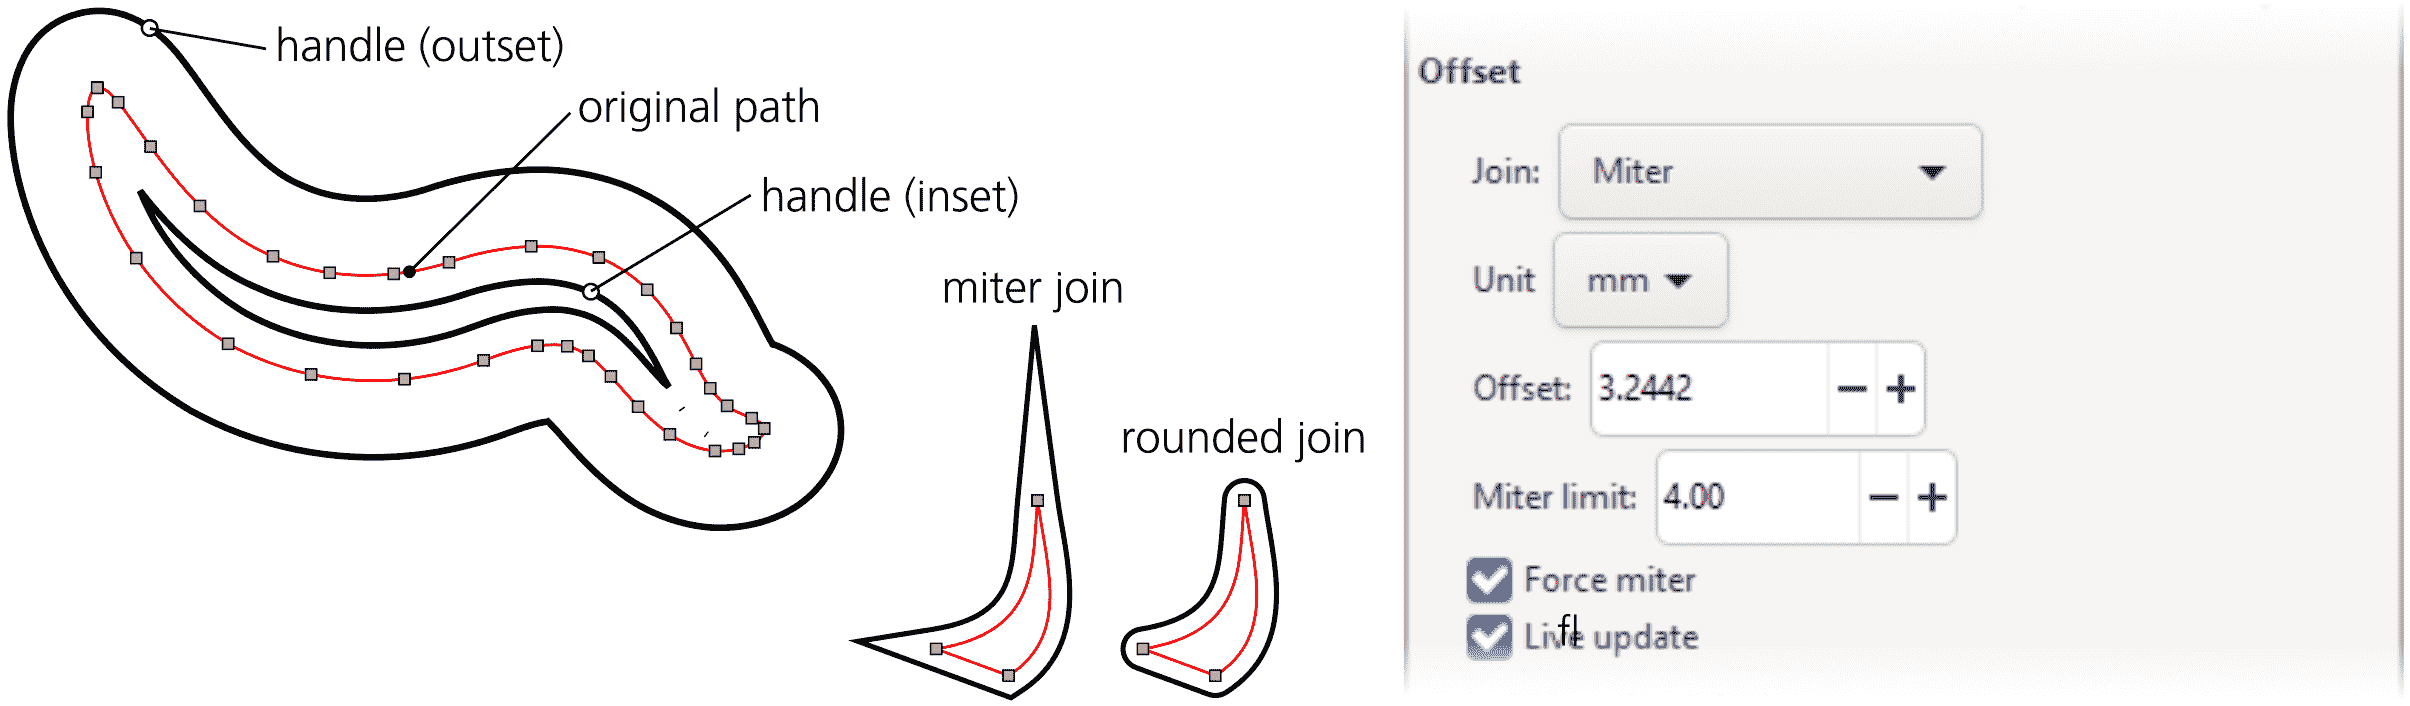 handle (outset)
original path
handle (inset)
miter join
rounded join
Offset
Join: Miter
Unit mm
Offset: 3.2442
Miter limit: 4.00
Force miter
Live update
fl